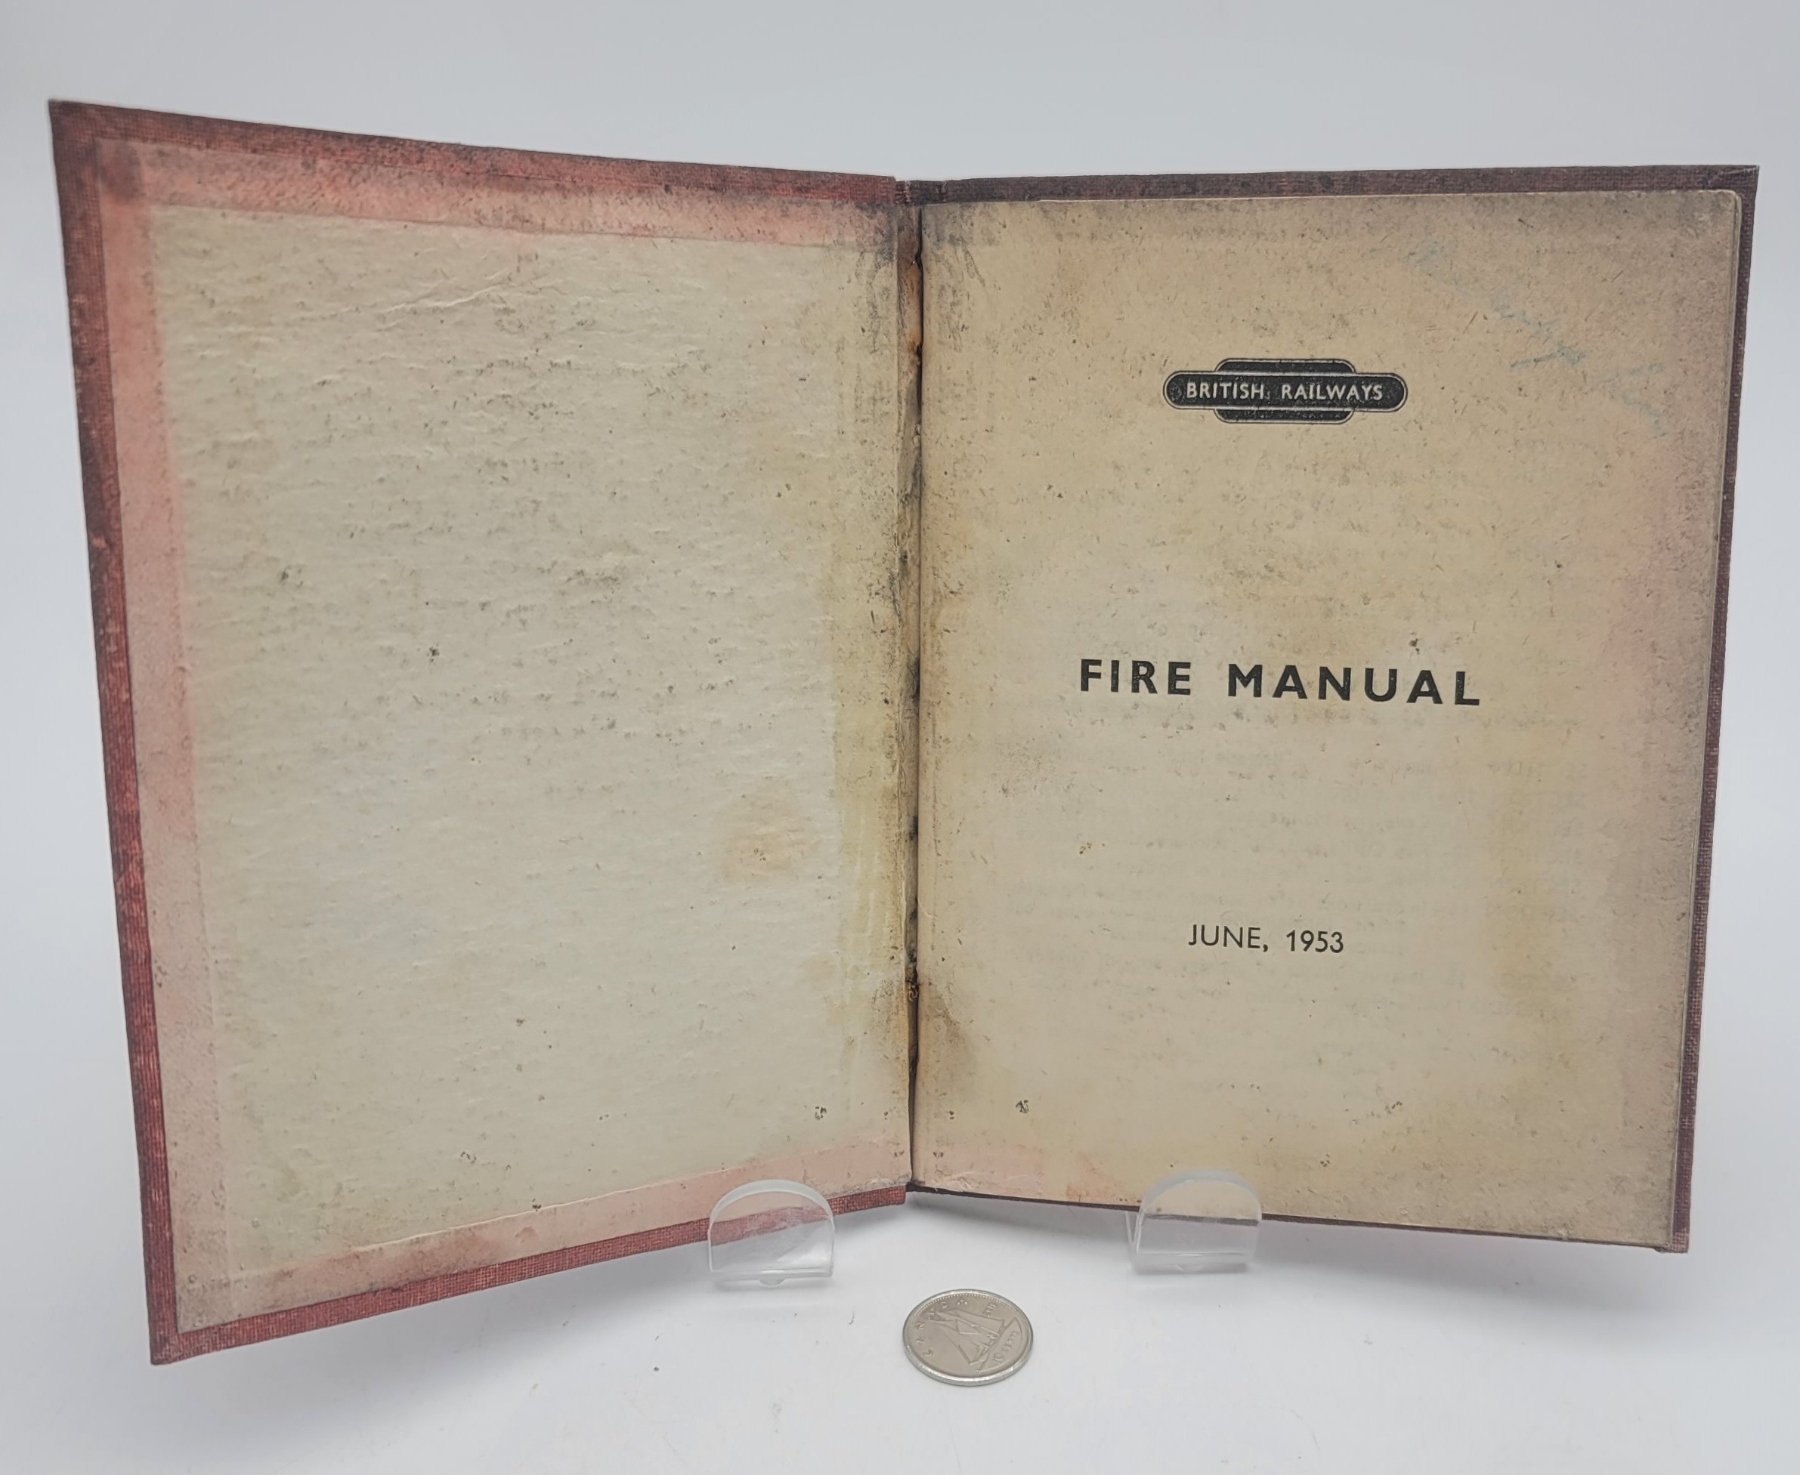 BRITISH RAILWAYS
FIRE MANUAL
JUNE, 1953